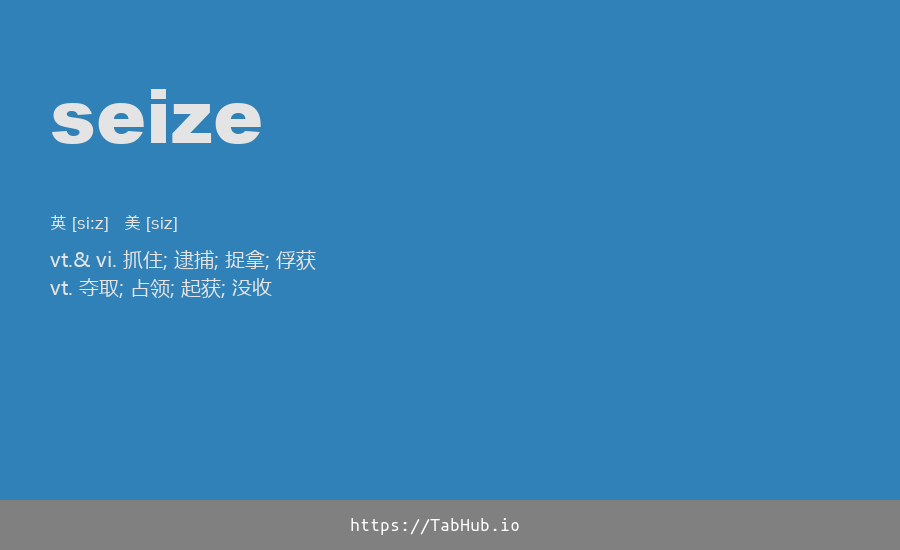 seize
英 [si:z] 美 [siz]
vt.& vi. 抓住; 逮捕; 捉拿; 俘获
vt. 夺取; 占领; 起获; 没收
https://TabHub.io